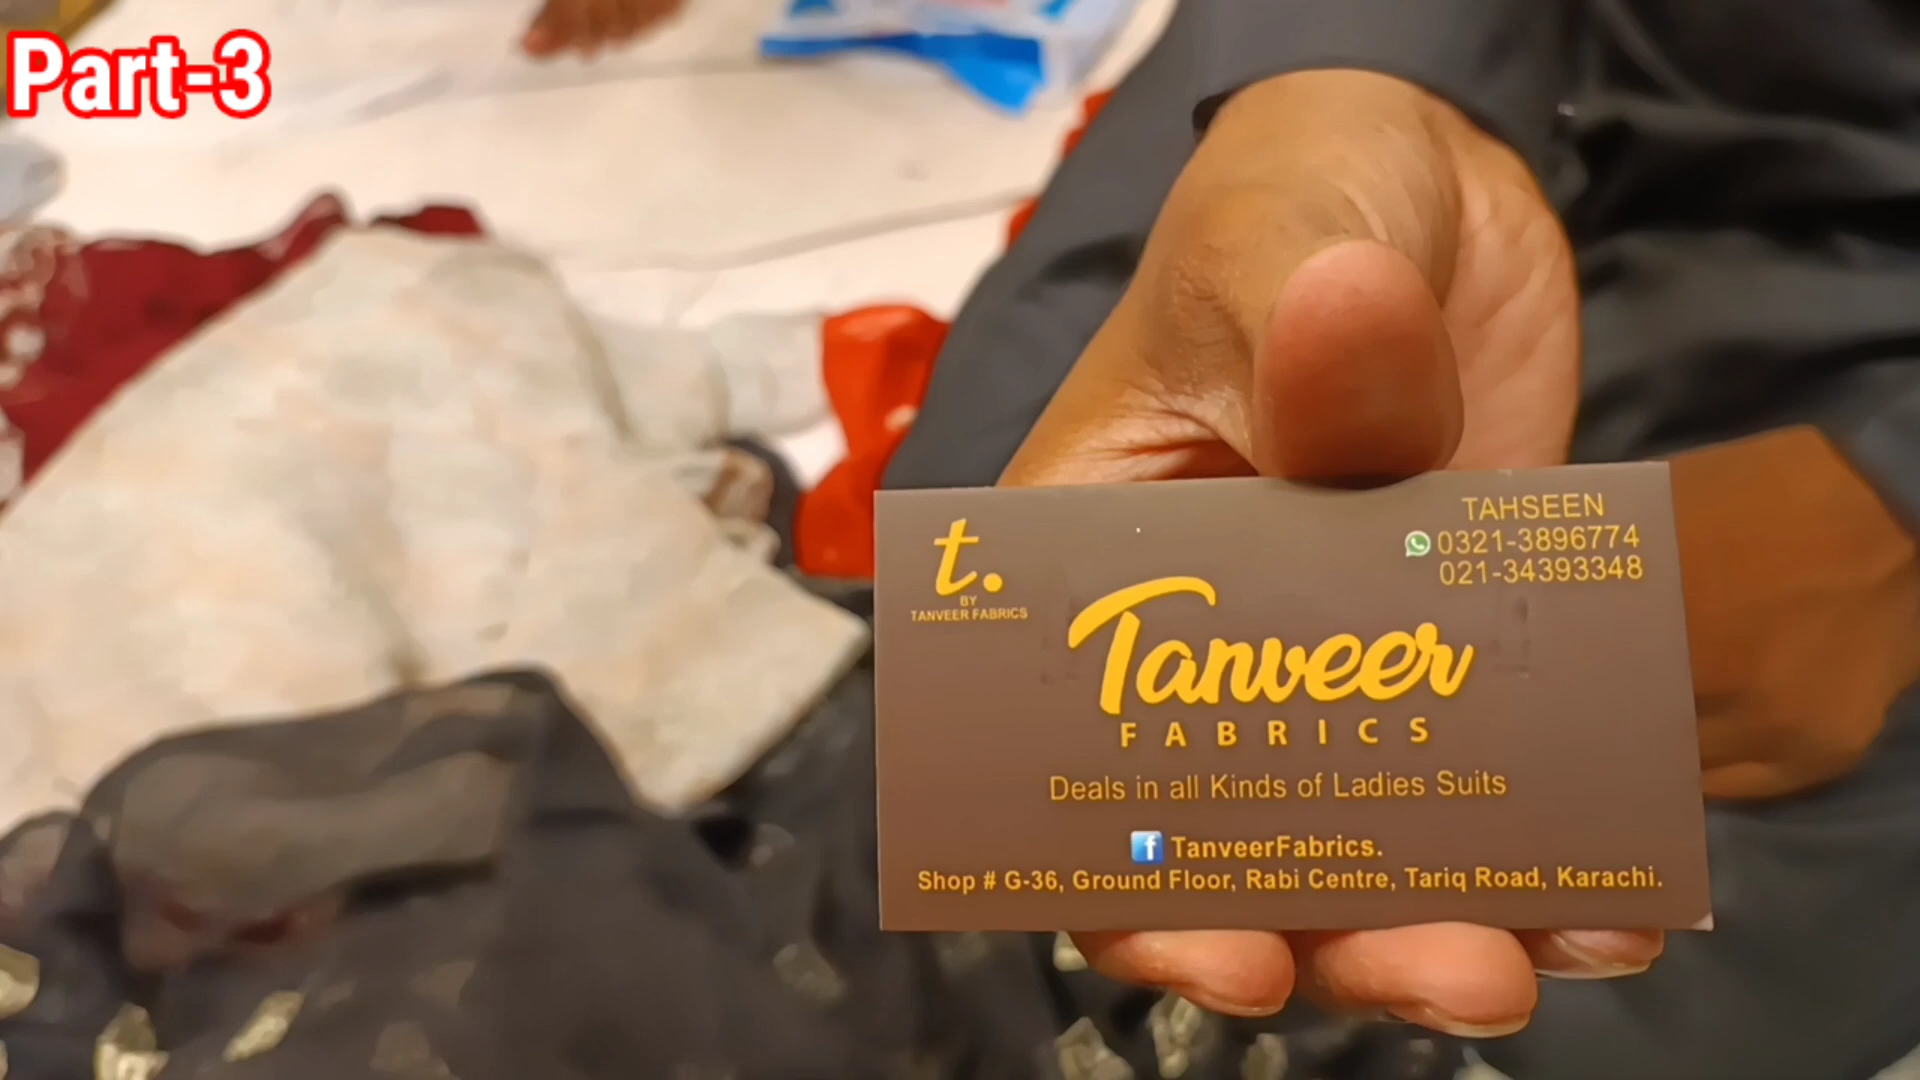 Part-3
t.
BY
TANVEER FABRICS
TAHSEEN
0321-3896774
021-34393348
Tanveer
FABRICS
Deals in all Kinds of Ladies Suits
f TanveerFabrics.
Shop # G-36, Ground Floor, Rabi Centre, Tariq Road, Karachi.